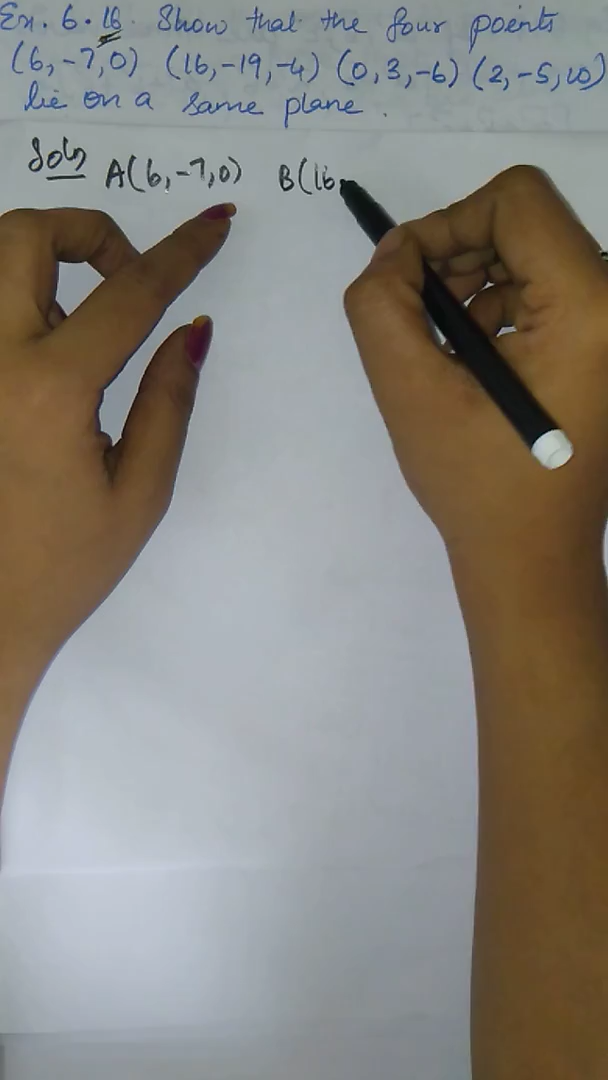 Ex. 6.16. Show that the four points
(6,-7,0) (16,-19,-4) (0,3,-6) (2,-5,10)
lie on a same plane.
Soln A(6,-7,0) B(16,